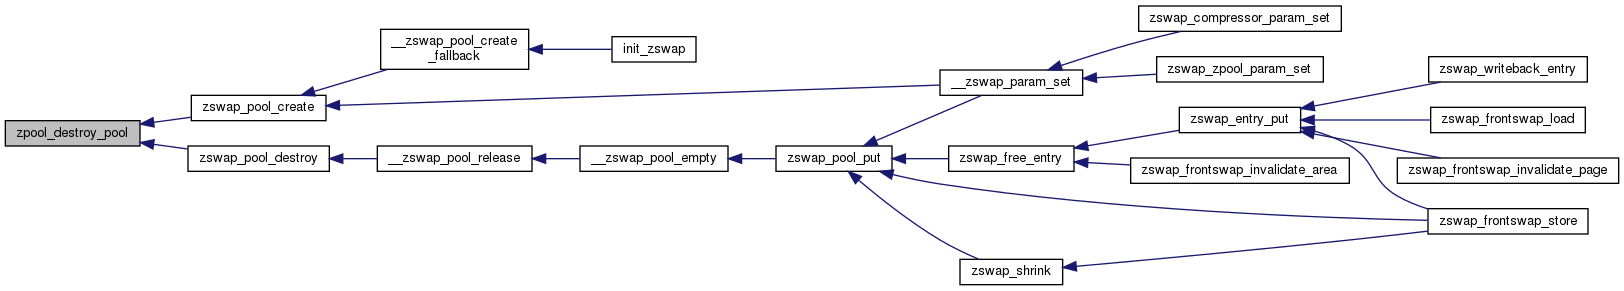 zswap_compressor_param_set
__zswap_pool_create
_fallback
init_zswap
zswap_zpool_param_set
zswap_writeback_entry
__zswap_param_set
zswap_pool_create
zswap_entry_put
zswap_frontswap_load
zpool_destroy_pool
zswap_pool_destroy
__zswap_pool_release
__zswap_pool_empty
zswap_pool_put
zswap_free_entry
zswap_frontswap_invalidate_area
zswap_frontswap_invalidate_page
zswap_frontswap_store
zswap_shrink